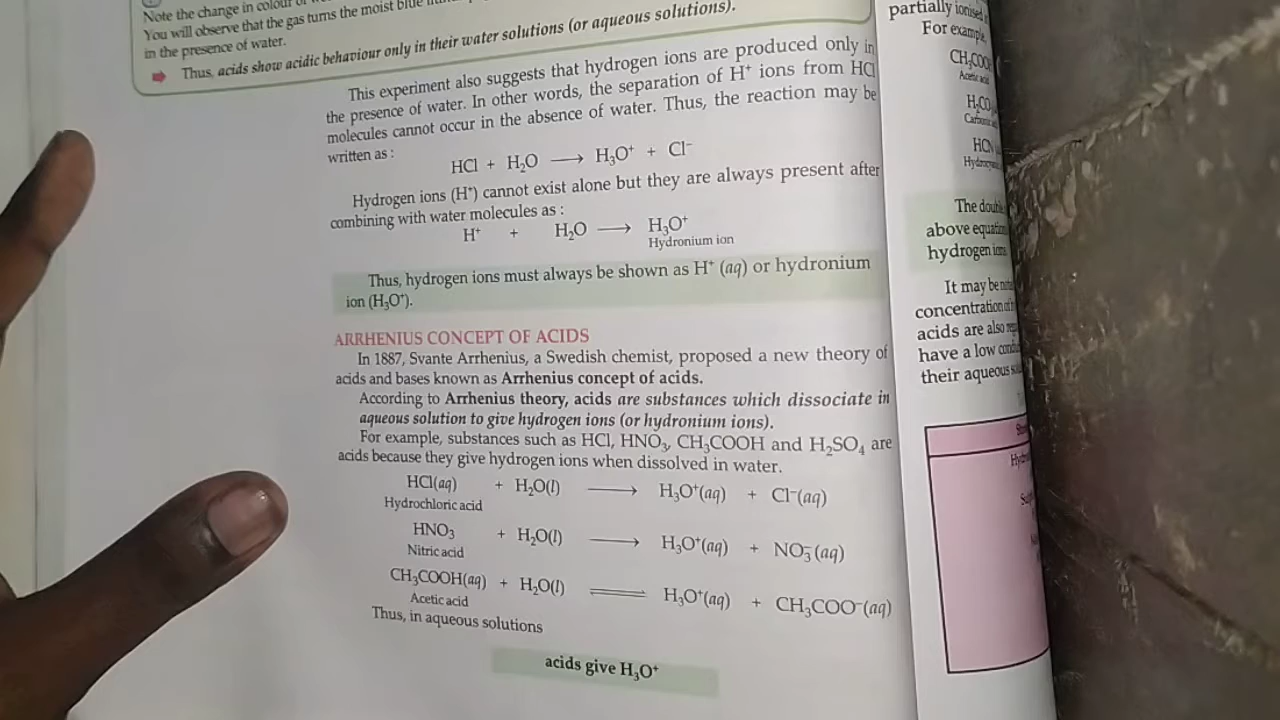 Note the change in colour of
You will observe that the gas turns the moist blue
in the presence of water.
Thus, acids show acidic behaviour only in their water solutions (or aqueous solutions).
This experiment also suggests that hydrogen ions are produced only in
the presence of water. In other words, the separation of H⁺ ions from HCl
molecules cannot occur in the absence of water. Thus, the reaction may be
written as :
HCl + H₂O ⟶ H₃O⁺ + Cl⁻
Hydrogen ions (H⁺) cannot exist alone but they are always present after
combining with water molecules as :
H⁺ + H₂O ⟶ H₃O⁺
Hydronium ion
Thus, hydrogen ions must always be shown as H⁺ (aq) or hydronium
ion (H₃O⁺).
ARRHENIUS CONCEPT OF ACIDS
In 1887, Svante Arrhenius, a Swedish chemist, proposed a new theory of
acids and bases known as Arrhenius concept of acids.
According to Arrhenius theory, acids are substances which dissociate in
aqueous solution to give hydrogen ions (or hydronium ions).
For example, substances such as HCl, HNO₃, CH₃COOH and H₂SO₄ are
acids because they give hydrogen ions when dissolved in water.
HCl(aq) + H₂O(l) ⟶ H₃O⁺(aq) + Cl⁻(aq)
Hydrochloric acid
HNO₃ + H₂O(l) ⟶ H₃O⁺(aq) + NO₃⁻(aq)
Nitric acid
CH₃COOH(aq) + H₂O(l) ⇌ H₃O⁺(aq) + CH₃COO⁻(aq)
Acetic acid
Thus, in aqueous solutions
acids give H₃O⁺
partially ionised
For example
CH₃COO
Acetic acid
H₂CO
Carbonic
HCN
The double
above equation
hydrogen ions
It may be
concentration of
acids are also
have a low
their aqueous